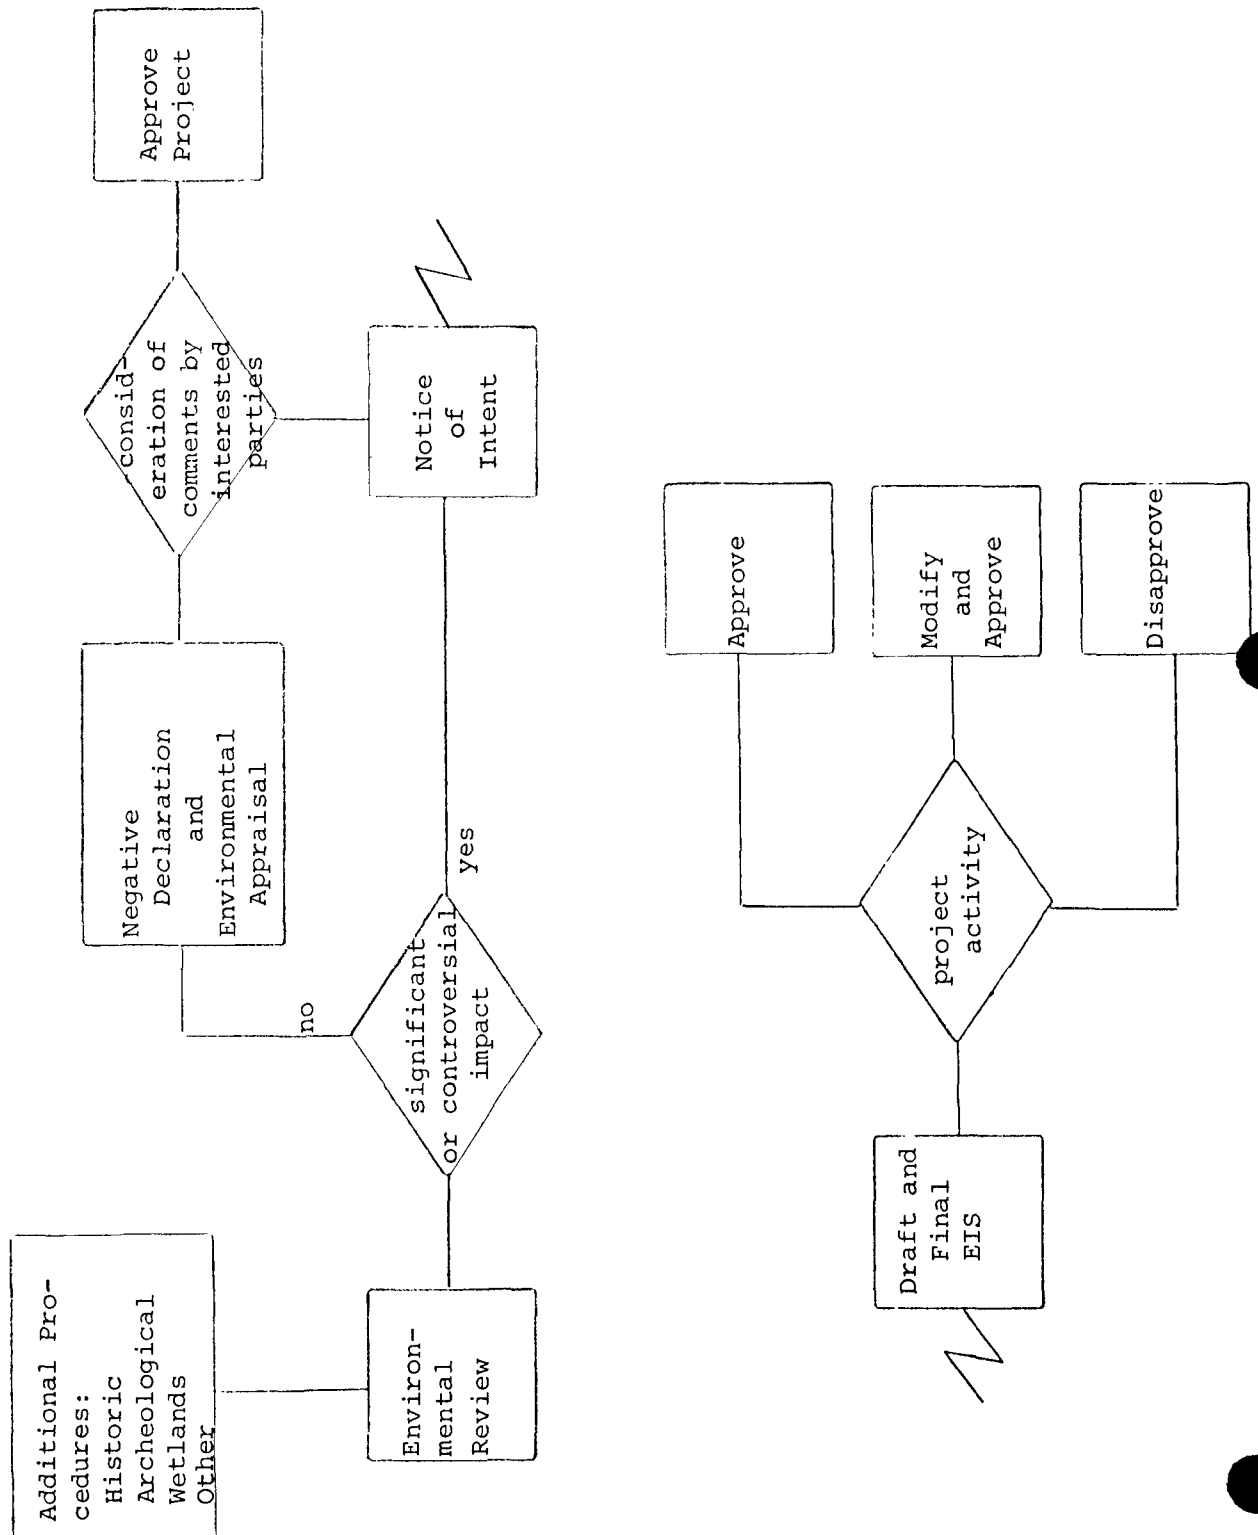 Additional Pro-
cedures:
Historic
Archeological
Wetlands
Other
Environ-
mental
Review
significant
or controversial
impact
no
yes
Negative
Declaration
and
Environmental
Appraisal
consid-
eration of
comments by
interested
parties
Approve
Project
Notice
of
Intent
Draft and
Final
EIS
project
activity
Approve
Modify
and
Approve
Disapprove